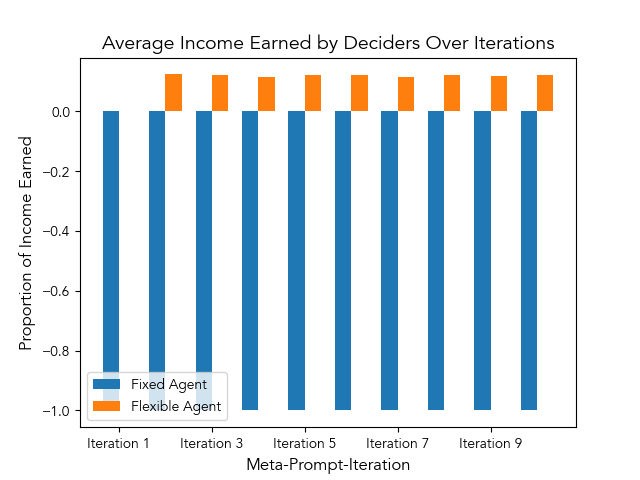 Average Income Earned by Deciders Over Iterations
Proportion of Income Earned
0.0
−0.2
−0.4
−0.6
−0.8
−1.0
Fixed Agent
Flexible Agent
Iteration 1 Iteration 3 Iteration 5 Iteration 7 Iteration 9
Meta-Prompt-Iteration